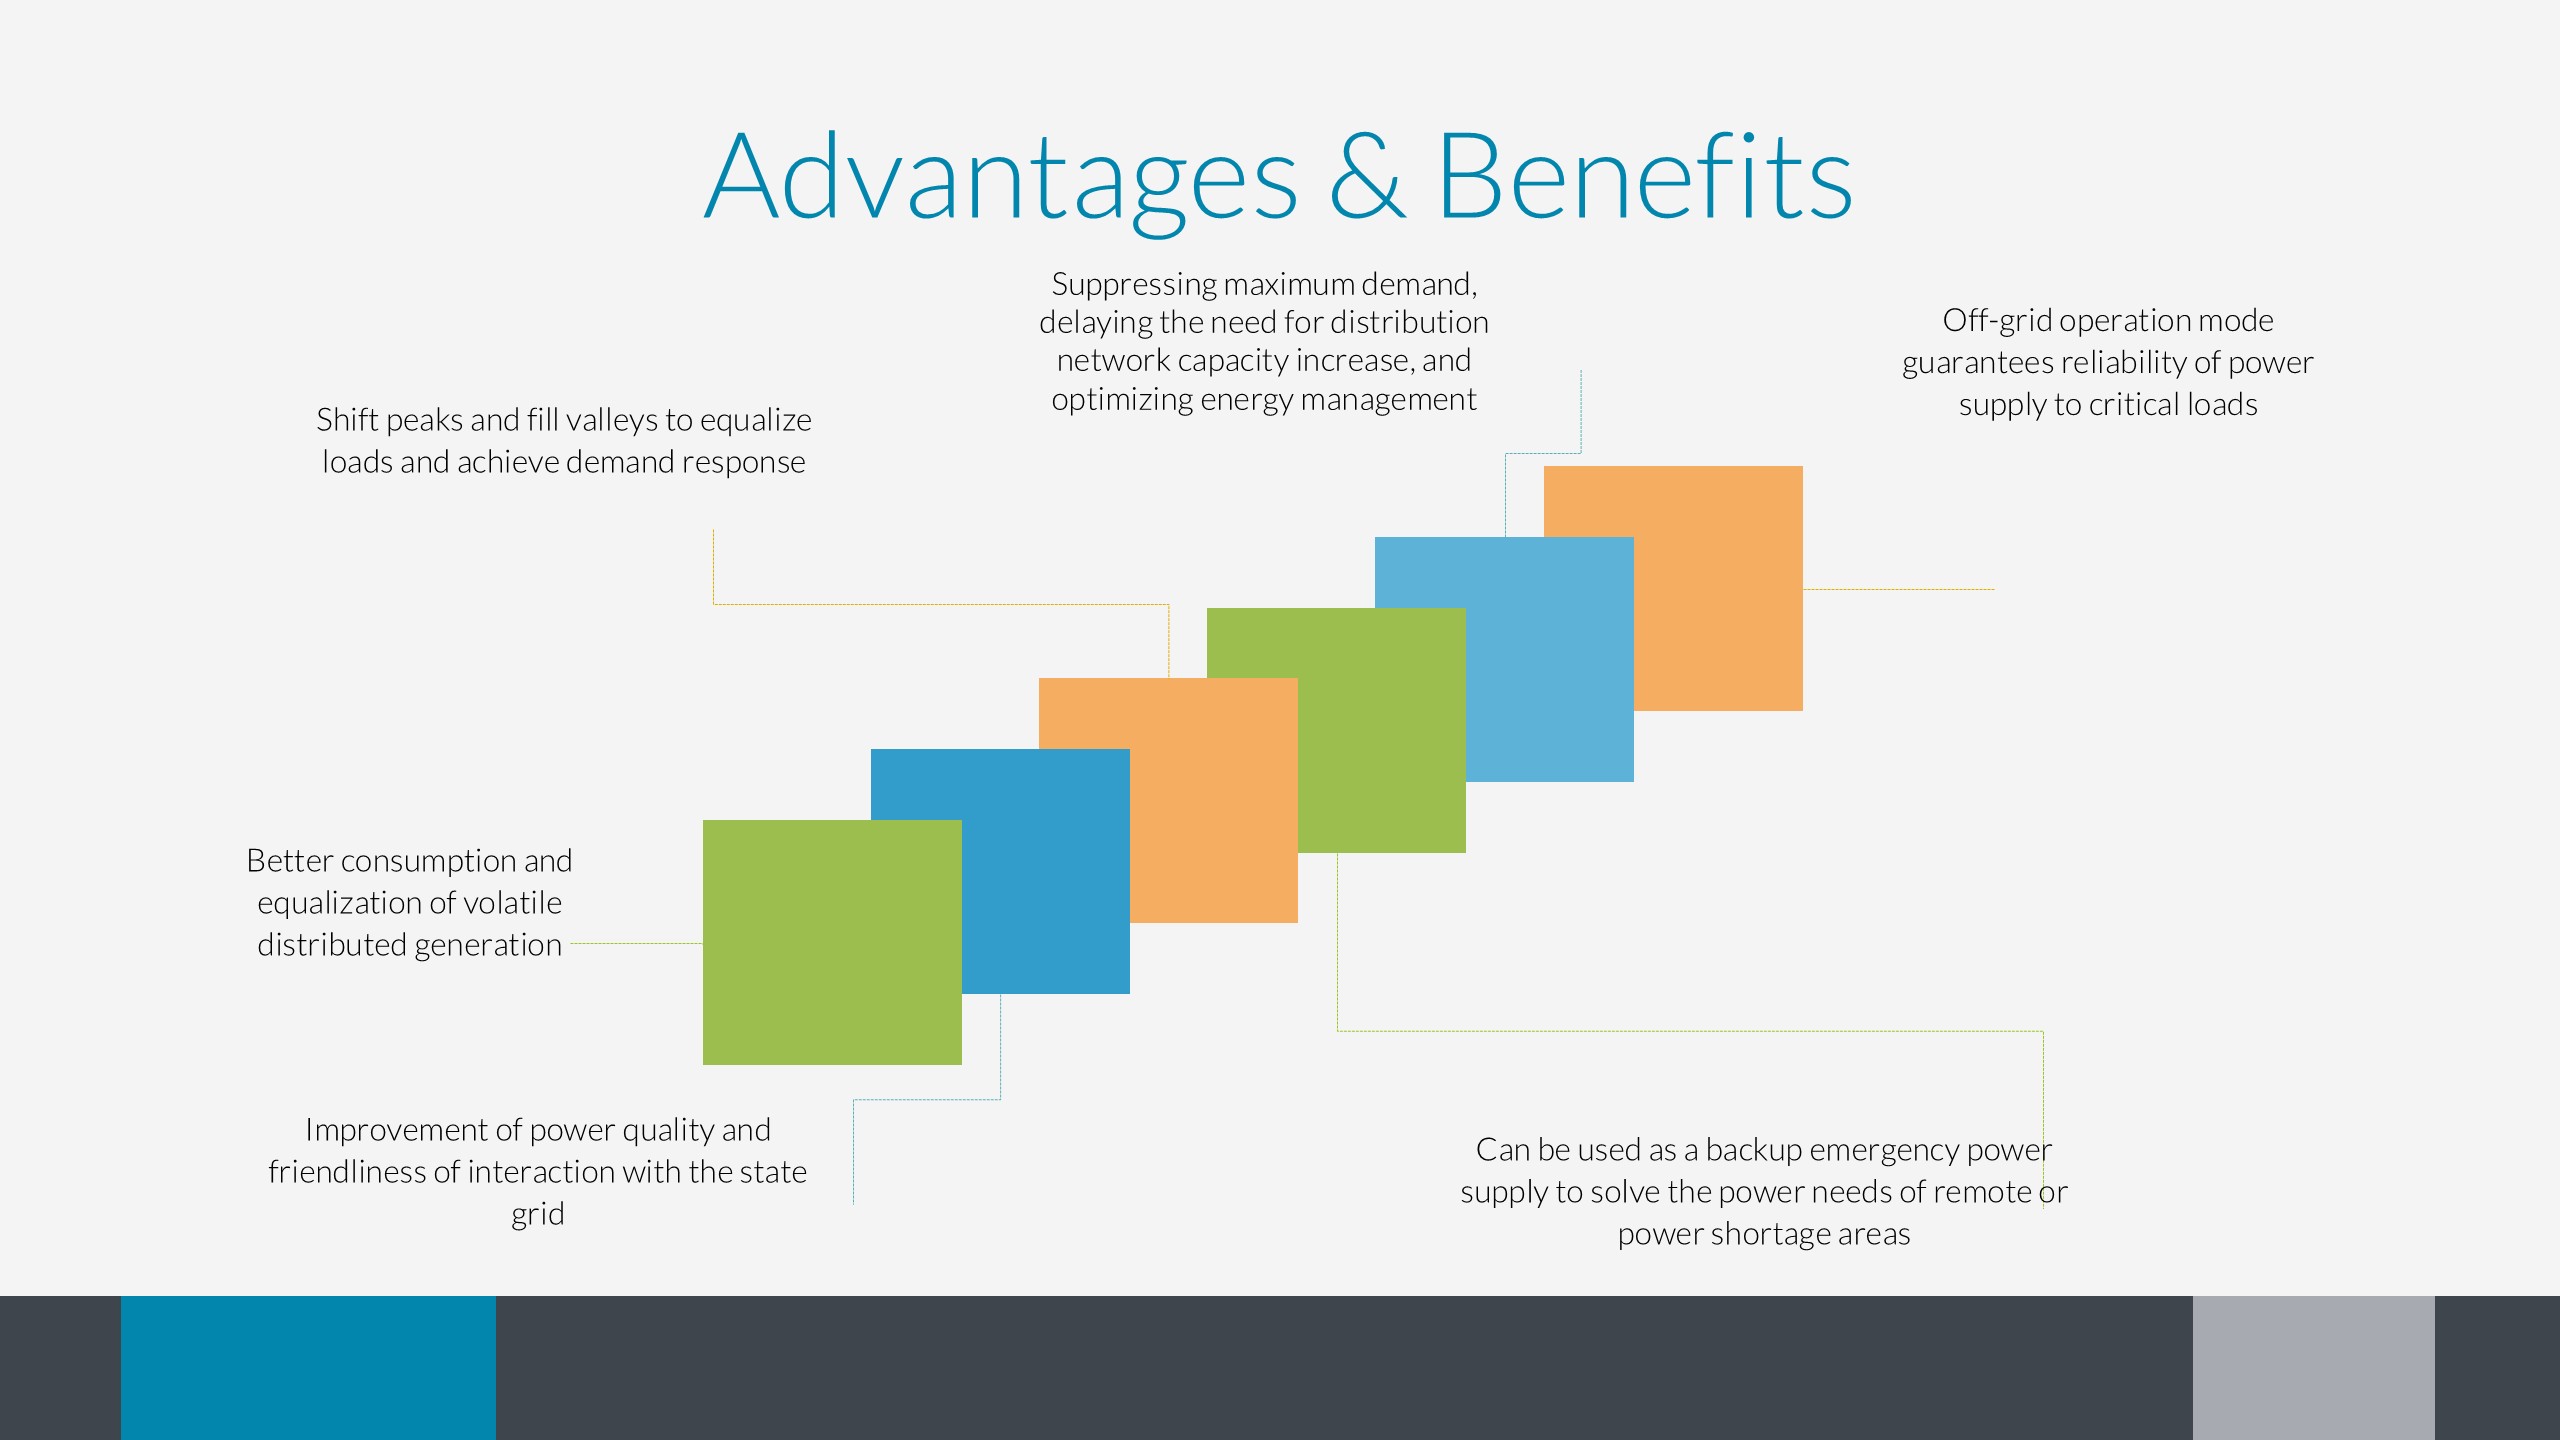 Advantages & Benefits
Suppressing maximum demand,
delaying the need for distribution
network capacity increase, and
optimizing energy management
Off-grid operation mode
guarantees reliability of power
supply to critical loads
Shift peaks and fill valleys to equalize
loads and achieve demand response
Better consumption and
equalization of volatile
distributed generation
Improvement of power quality and
friendliness of interaction with the state
grid
Can be used as a backup emergency power
supply to solve the power needs of remote or
power shortage areas